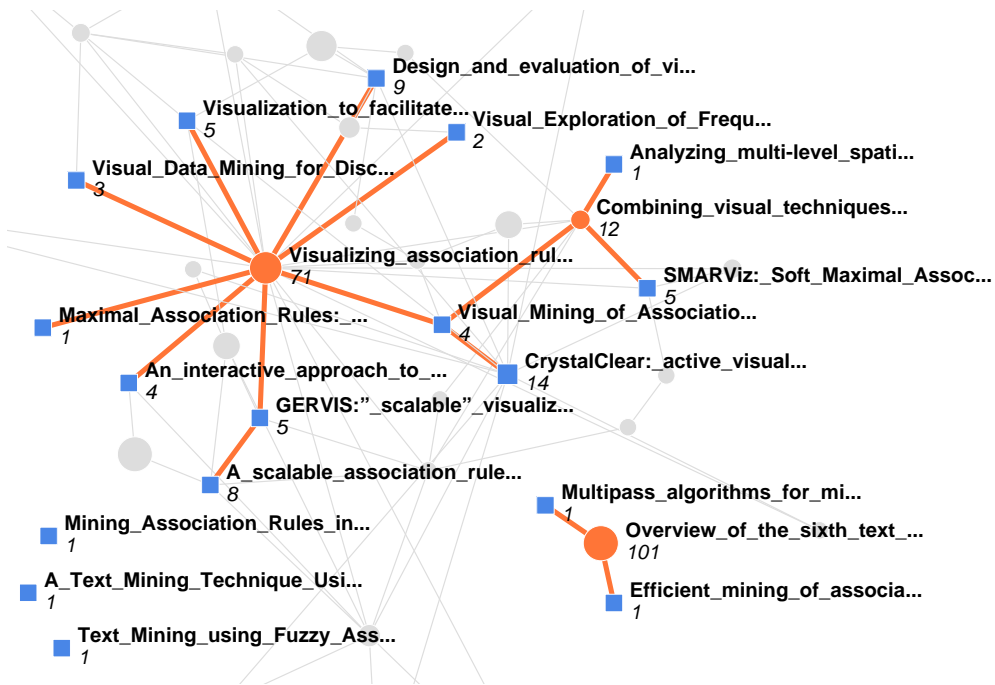 Design_and_evaluation_of_vi...
9
Visualization_to_facilitate...
5
Visual_Exploration_of_Frequ...
2
Analyzing_multi-level_spati...
1
Visual_Data_Mining_for_Disc...
3
Combining_visual_techniques...
12
Visualizing_association_rul...
71
SMARViz:_Soft_Maximal_Assoc...
5
Maximal_Association_Rules:_...
1
Visual_Mining_of_Associatio...
4
CrystalClear:_active_visual...
14
An_interactive_approach_to_...
4
GERVIS:”_scalable”_visualiz...
5
A_scalable_association_rule...
8
Multipass_algorithms_for_mi...
1
Mining_Association_Rules_in...
1
Overview_of_the_sixth_text_...
101
A_Text_Mining_Technique_Usi...
1
Efficient_mining_of_associa...
1
Text_Mining_using_Fuzzy_Ass...
1